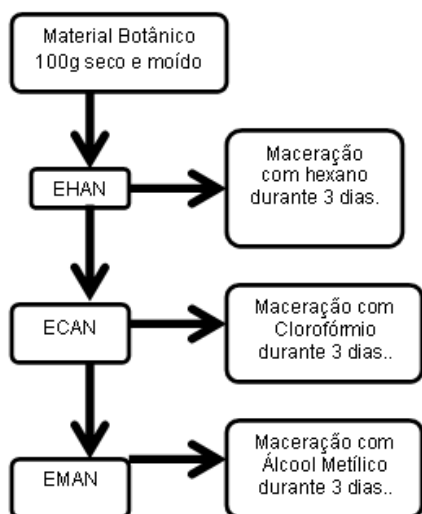 Material Botânico
100g seco e moído
EHAN
Maceração
com hexano
durante 3 dias.
ECAN
Maceração com
Clorofórmio
durante 3 dias..
EMAN
Maceração com
Álcool Metílico
durante 3 dias..